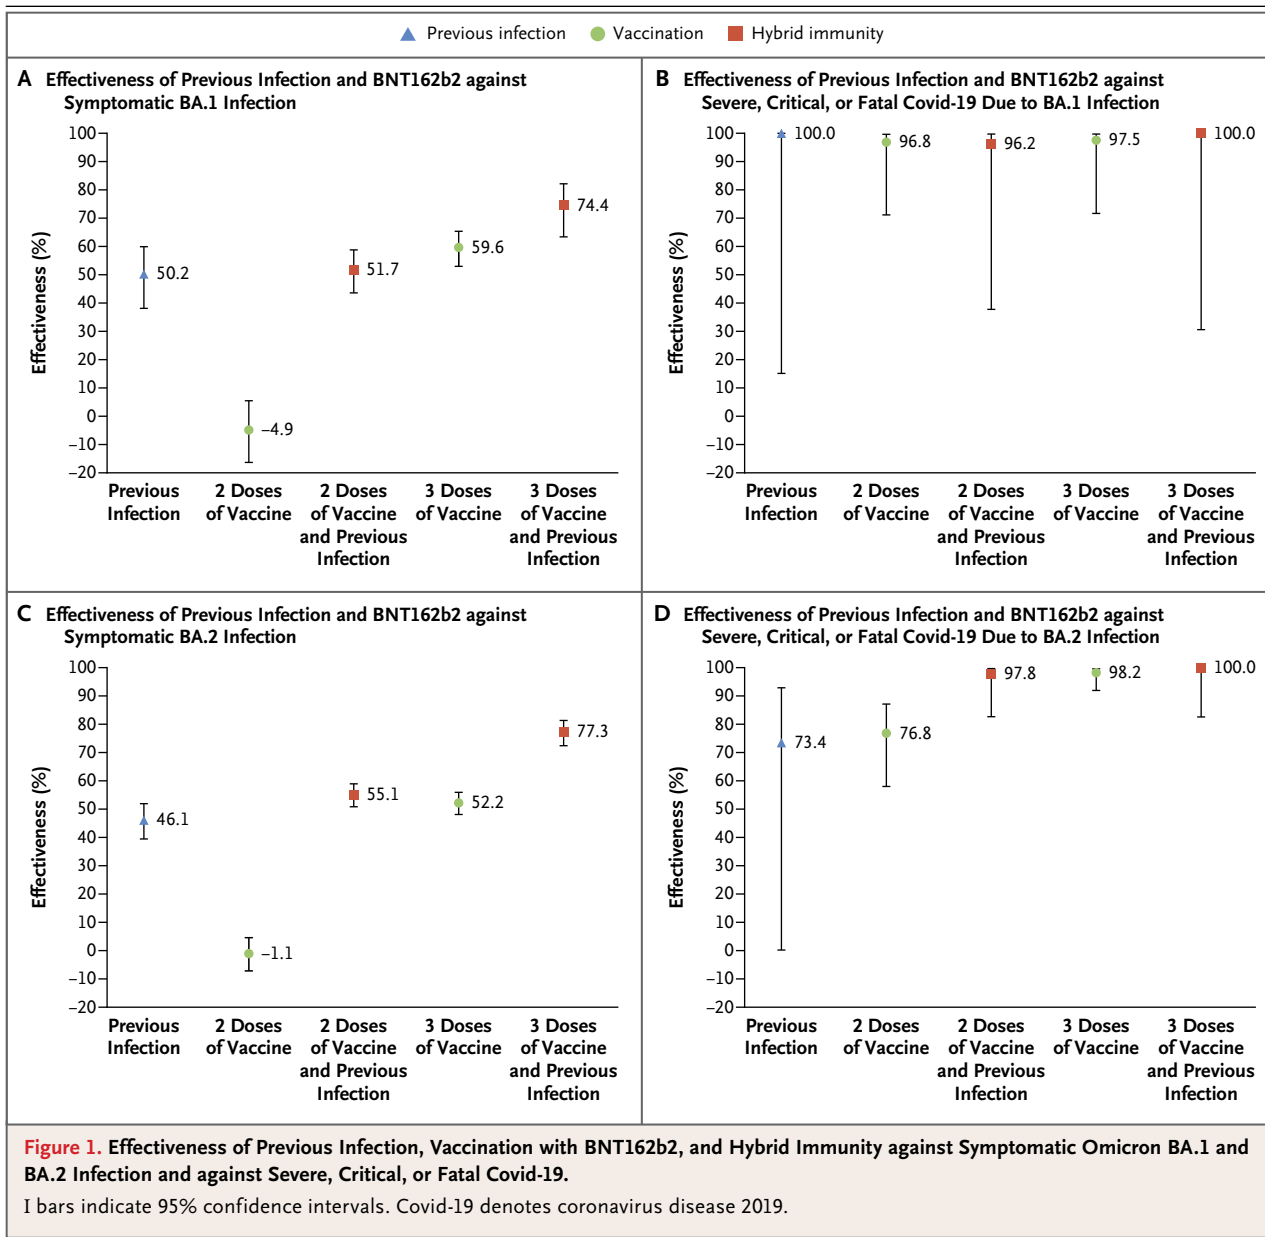 Previous infection Vaccination Hybrid immunity
A Effectiveness of Previous Infection and BNT162b2 against
Symptomatic BA.1 Infection
Effectiveness (%)
100
90
80
70
60
50
40
30
20
10
0
–10
–20
50.2
–4.9
51.7
59.6
74.4
Previous 2 Doses 2 Doses 3 Doses 3 Doses
Infection of Vaccine of Vaccine of Vaccine of Vaccine
and Previous and Previous
Infection Infection
B Effectiveness of Previous Infection and BNT162b2 against
Severe, Critical, or Fatal Covid-19 Due to BA.1 Infection
Effectiveness (%)
100
90
80
70
60
50
40
30
20
10
0
–10
–20
100.0
96.8
96.2
97.5
100.0
Previous 2 Doses 2 Doses 3 Doses 3 Doses
Infection of Vaccine of Vaccine of Vaccine of Vaccine
and Previous and Previous
Infection Infection
C Effectiveness of Previous Infection and BNT162b2 against
Symptomatic BA.2 Infection
Effectiveness (%)
100
90
80
70
60
50
40
30
20
10
0
–10
–20
46.1
–1.1
55.1
52.2
77.3
Previous 2 Doses 2 Doses 3 Doses 3 Doses
Infection of Vaccine of Vaccine of Vaccine of Vaccine
and Previous and Previous
Infection Infection
D Effectiveness of Previous Infection and BNT162b2 against
Severe, Critical, or Fatal Covid-19 Due to BA.2 Infection
Effectiveness (%)
100
90
80
70
60
50
40
30
20
10
0
–10
–20
73.4
76.8
97.8
98.2
100.0
Previous 2 Doses 2 Doses 3 Doses 3 Doses
Infection of Vaccine of Vaccine of Vaccine of Vaccine
and Previous and Previous
Infection Infection
Figure 1. Effectiveness of Previous Infection, Vaccination with BNT162b2, and Hybrid Immunity against Symptomatic Omicron BA.1 and
BA.2 Infection and against Severe, Critical, or Fatal Covid-19.
I bars indicate 95% confidence intervals. Covid-19 denotes coronavirus disease 2019.